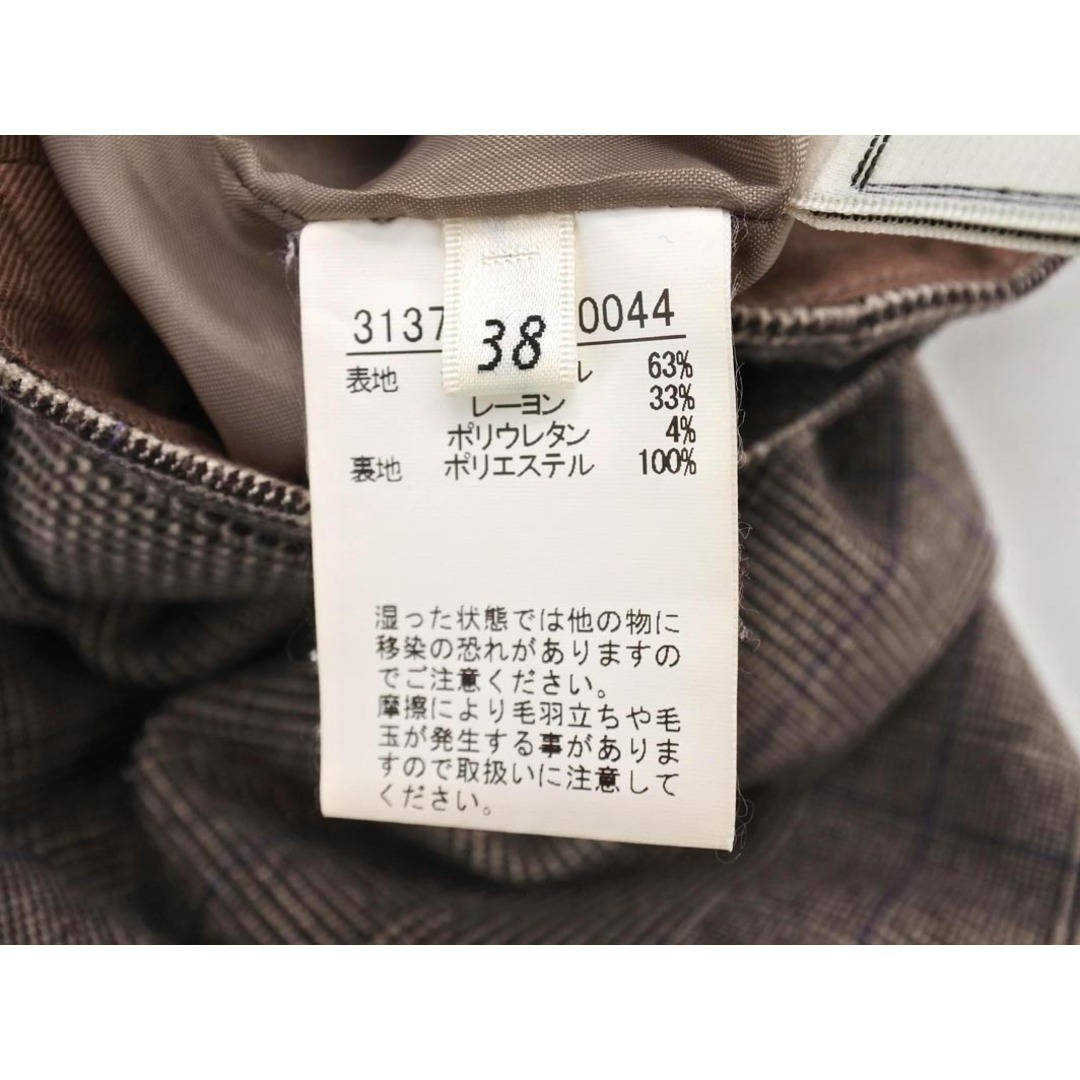 3137 0044
38
表地 ル 63%
レーヨン 33%
ポリウレタン 4%
裏地 ポリエステル 100%
湿った状態では他の物に
移染の恐れがありますの
でご注意ください。
摩擦により毛羽立ちや毛
玉が発生する事がありま
すので取扱いに注意して
ください。